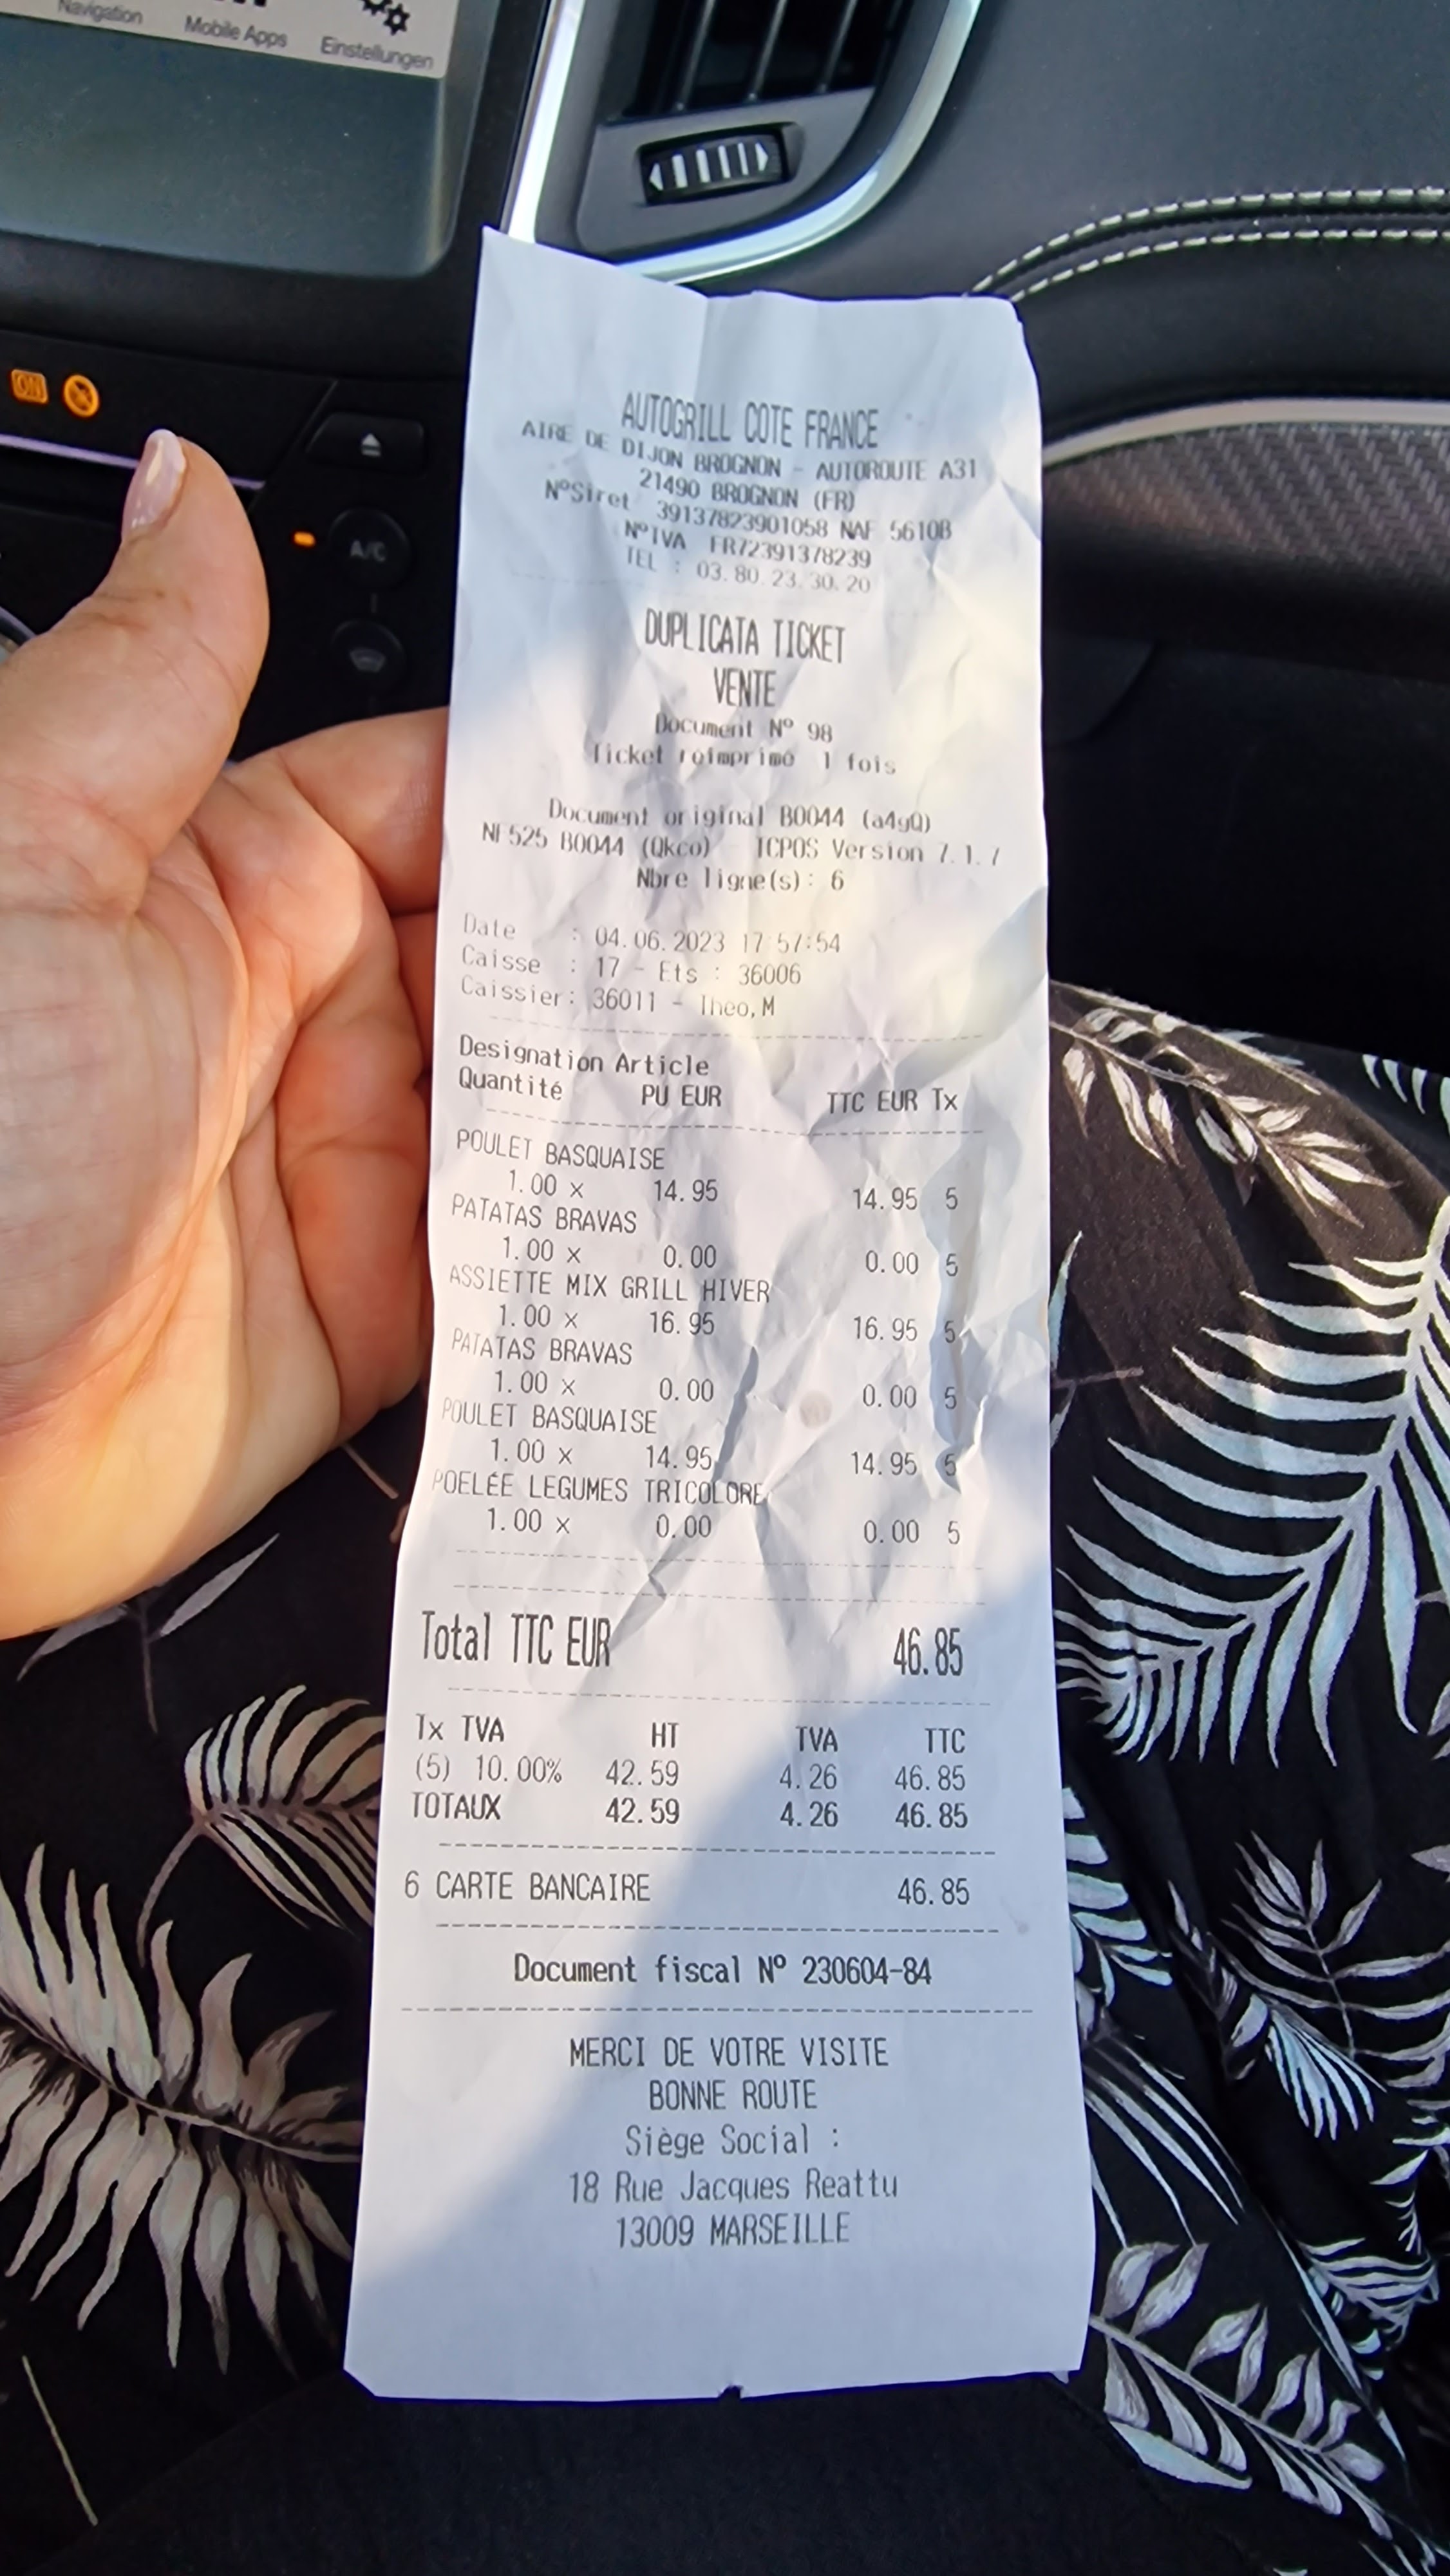 Navigation
Mobile Apps
Einstellungen
ON
A/C
AUTOGRILL COTE FRANCE
AIRE DE DIJON BROGNON - AUTOROUTE A31
21490 BROGNON (FR)
N°Siret 39137823901058 NAF 5610B
N°IVA FR72391378239
TEL : 03.80.23.30.20
DUPLICATA TICKET
VENTE
Document N° 98
Ticket réimprimé 1 fois
Document original B0044 (a4gQ)
NF525 B0044 (Qkco) ICPOS Version 7.1.7
Nbre ligne(s): 6
Date : 04.06.2023 17:57:54
Caisse : 17 - Ets : 36006
Caissier: 36011 - Theo,M
Designation Article
Quantité PU EUR TTC EUR Tx
POULET BASQUAISE
1.00 x 14.95 14.95 5
PATATAS BRAVAS
1.00 x 0.00 0.00 5
ASSIETTE MIX GRILL HIVER
1.00 x 16.95 16.95 5
PATATAS BRAVAS
1.00 x 0.00 0.00 5
POULET BASQUAISE
1.00 x 14.95 14.95 5
POELÉE LEGUMES TRICOLORE
1.00 x 0.00 0.00 5
Total TTC EUR 46.85
Tx TVA HT TVA TTC
(5) 10.00% 42.59 4.26 46.85
TOTAUX 42.59 4.26 46.85
6 CARTE BANCAIRE 46.85
Document fiscal N° 230604-84
MERCI DE VOTRE VISITE
BONNE ROUTE
Siège Social :
18 Rue Jacques Reattu
13009 MARSEILLE